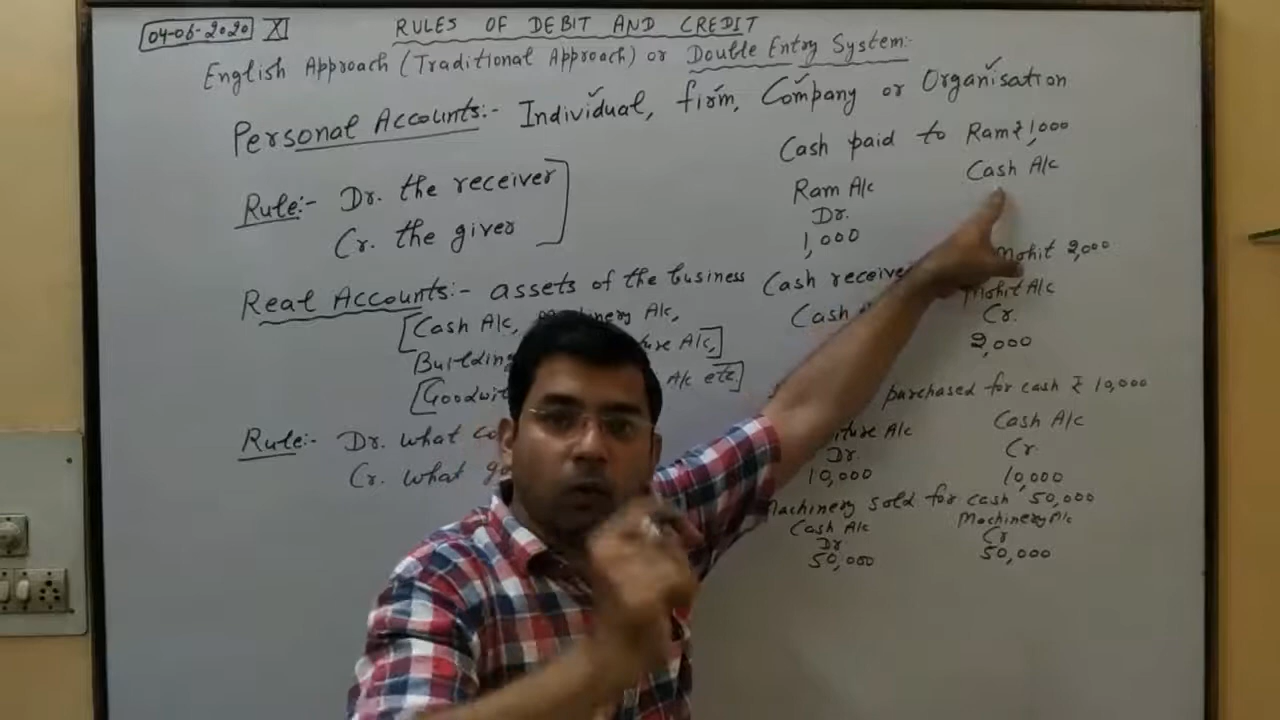 04-06-2020 XI RULES OF DEBIT AND CREDIT
English Approach (Traditional Approach) or Double Entry System:-
Personal Accounts:- Individual, firm, Company or Organisation
Rule:- Dr. the receiver
Cr. the giver
Real Accounts:- assets of the business
[Cash A/c, A/c,
Building A/c,]
A/c etc.]
Rule:- Dr. what
Cr. what
Cash paid to Ram ₹ 1,000
Ram A/c Cash A/c
Dr.
1,000
Cash Mohit 2,000
Cash Mohit A/c
Cr.
2,000
purchased for cash ₹ 10,000
A/c Cash A/c
Dr. Cr.
10,000 10,000
Machinery sold for cash 50,000
Cash A/c Machinery A/c
Dr Cr
50,000 50,000